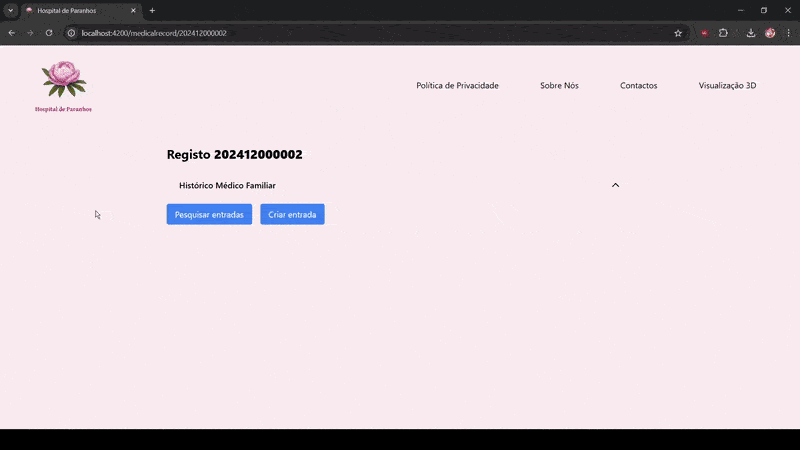 Hospital de Paranhos
localhost:4200/medicalrecord/202412000002
Hospital de Paranhos
Política de Privacidade
Sobre Nós
Contactos
Visualização 3D
Registo 202412000002
Histórico Médico Familiar
Pesquisar entradas
Criar entrada